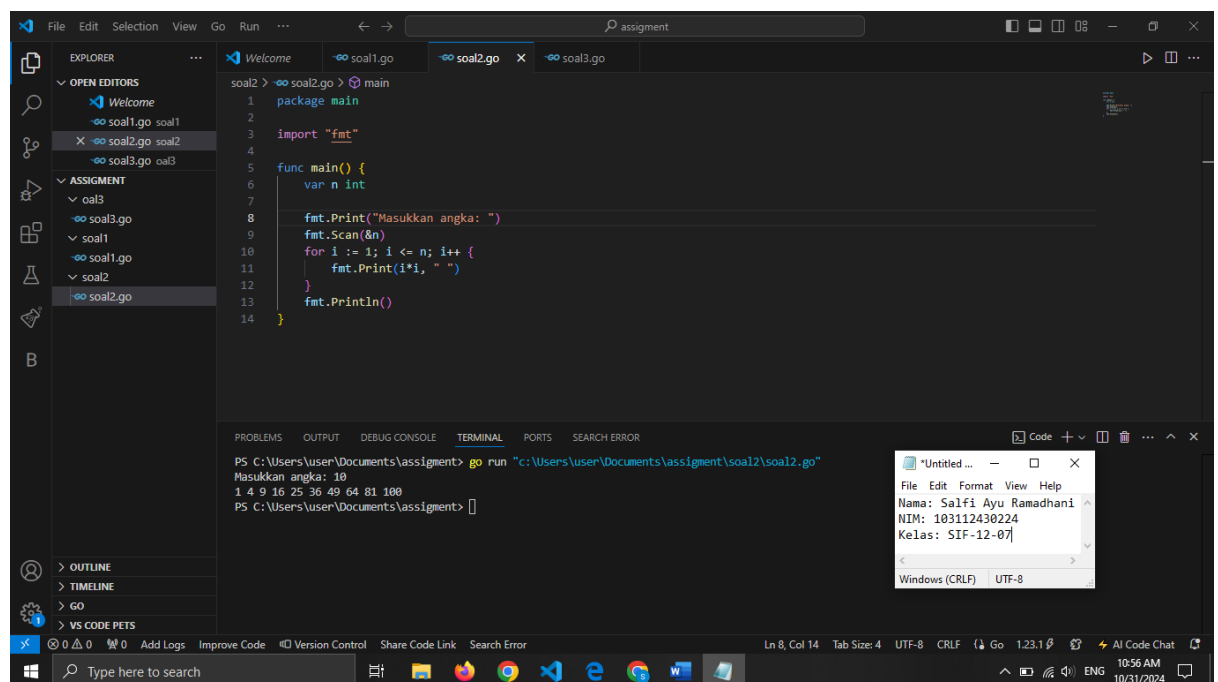 File Edit Selection View Go Run ··· ← → assigment
EXPLORER ···
OPEN EDITORS
Welcome
soal1.go soal1
soal2.go soal2
soal3.go oal3
ASSIGMENT
oal3
soal3.go
soal1
soal1.go
soal2
soal2.go
OUTLINE
TIMELINE
GO
VS CODE PETS
Welcome soal1.go soal2.go soal3.go
soal2 > soal2.go > main
1 package main
2
3 import "fmt"
4
5 func main() {
6 var n int
7
8 fmt.Print("Masukkan angka: ")
9 fmt.Scan(&n)
10 for i := 1; i <= n; i++ {
11 fmt.Print(i*i, " ")
12 }
13 fmt.Println()
14 }
PROBLEMS OUTPUT DEBUG CONSOLE TERMINAL PORTS SEARCH ERROR Code
PS C:\Users\user\Documents\assigment> go run "c:\Users\user\Documents\assigment\soal2\soal2.go"
Masukkan angka: 10
1 4 9 16 25 36 49 64 81 100
PS C:\Users\user\Documents\assigment>
*Untitled ...
File Edit Format View Help
Nama: Salfi Ayu Ramadhani
NIM: 103112430224
Kelas: SIF-12-07
Windows (CRLF) UTF-8
B
1
0 0 0 Add Logs Improve Code Version Control Share Code Link Search Error Ln 8, Col 14 Tab Size: 4 UTF-8 CRLF Go 1.23.1 AI Code Chat
Type here to search ENG 10:56 AM
10/31/2024